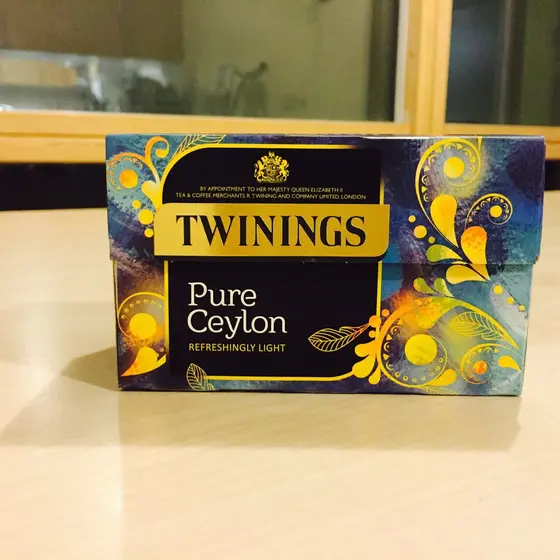 BY APPOINTMENT TO HER MAJESTY QUEEN ELIZABETH II
TEA & COFFEE MERCHANTS R TWINING AND COMPANY LIMITED LONDON
TWININGS
Pure
Ceylon
REFRESHINGLY LIGHT